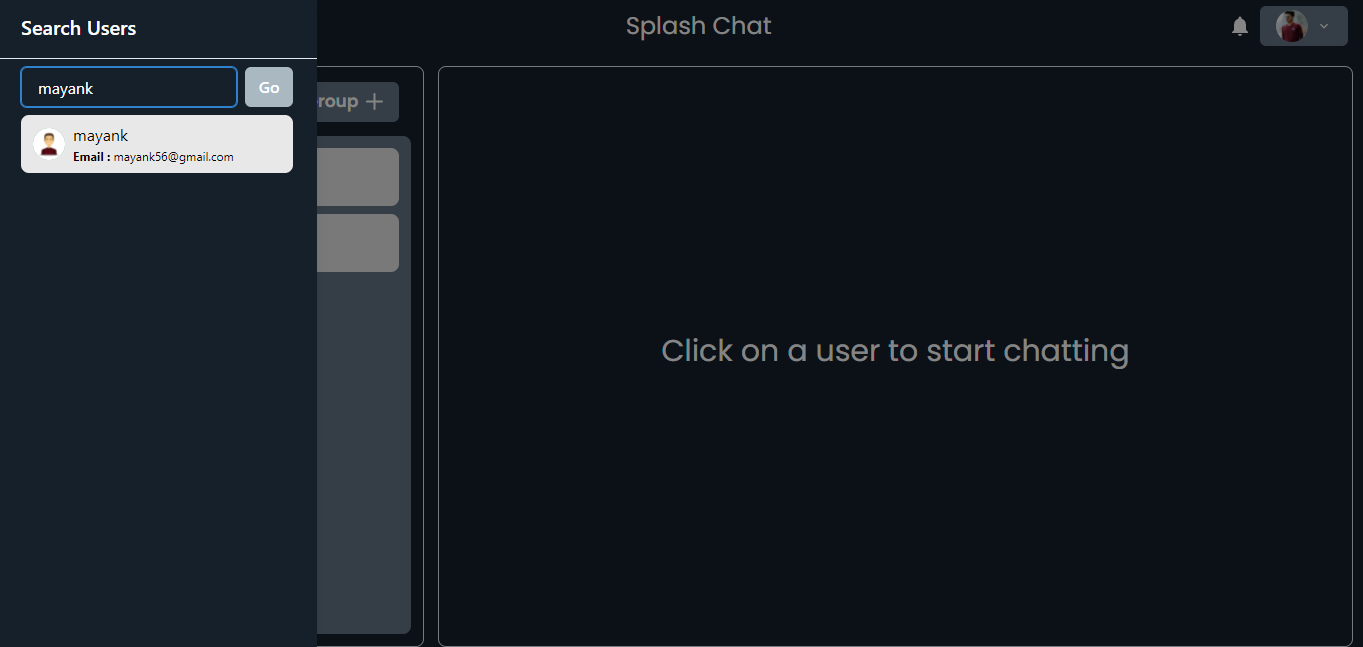 Search Users
Splash Chat
mayank
Go
roup +
mayank
Email : mayank56@gmail.com
Click on a user to start chatting